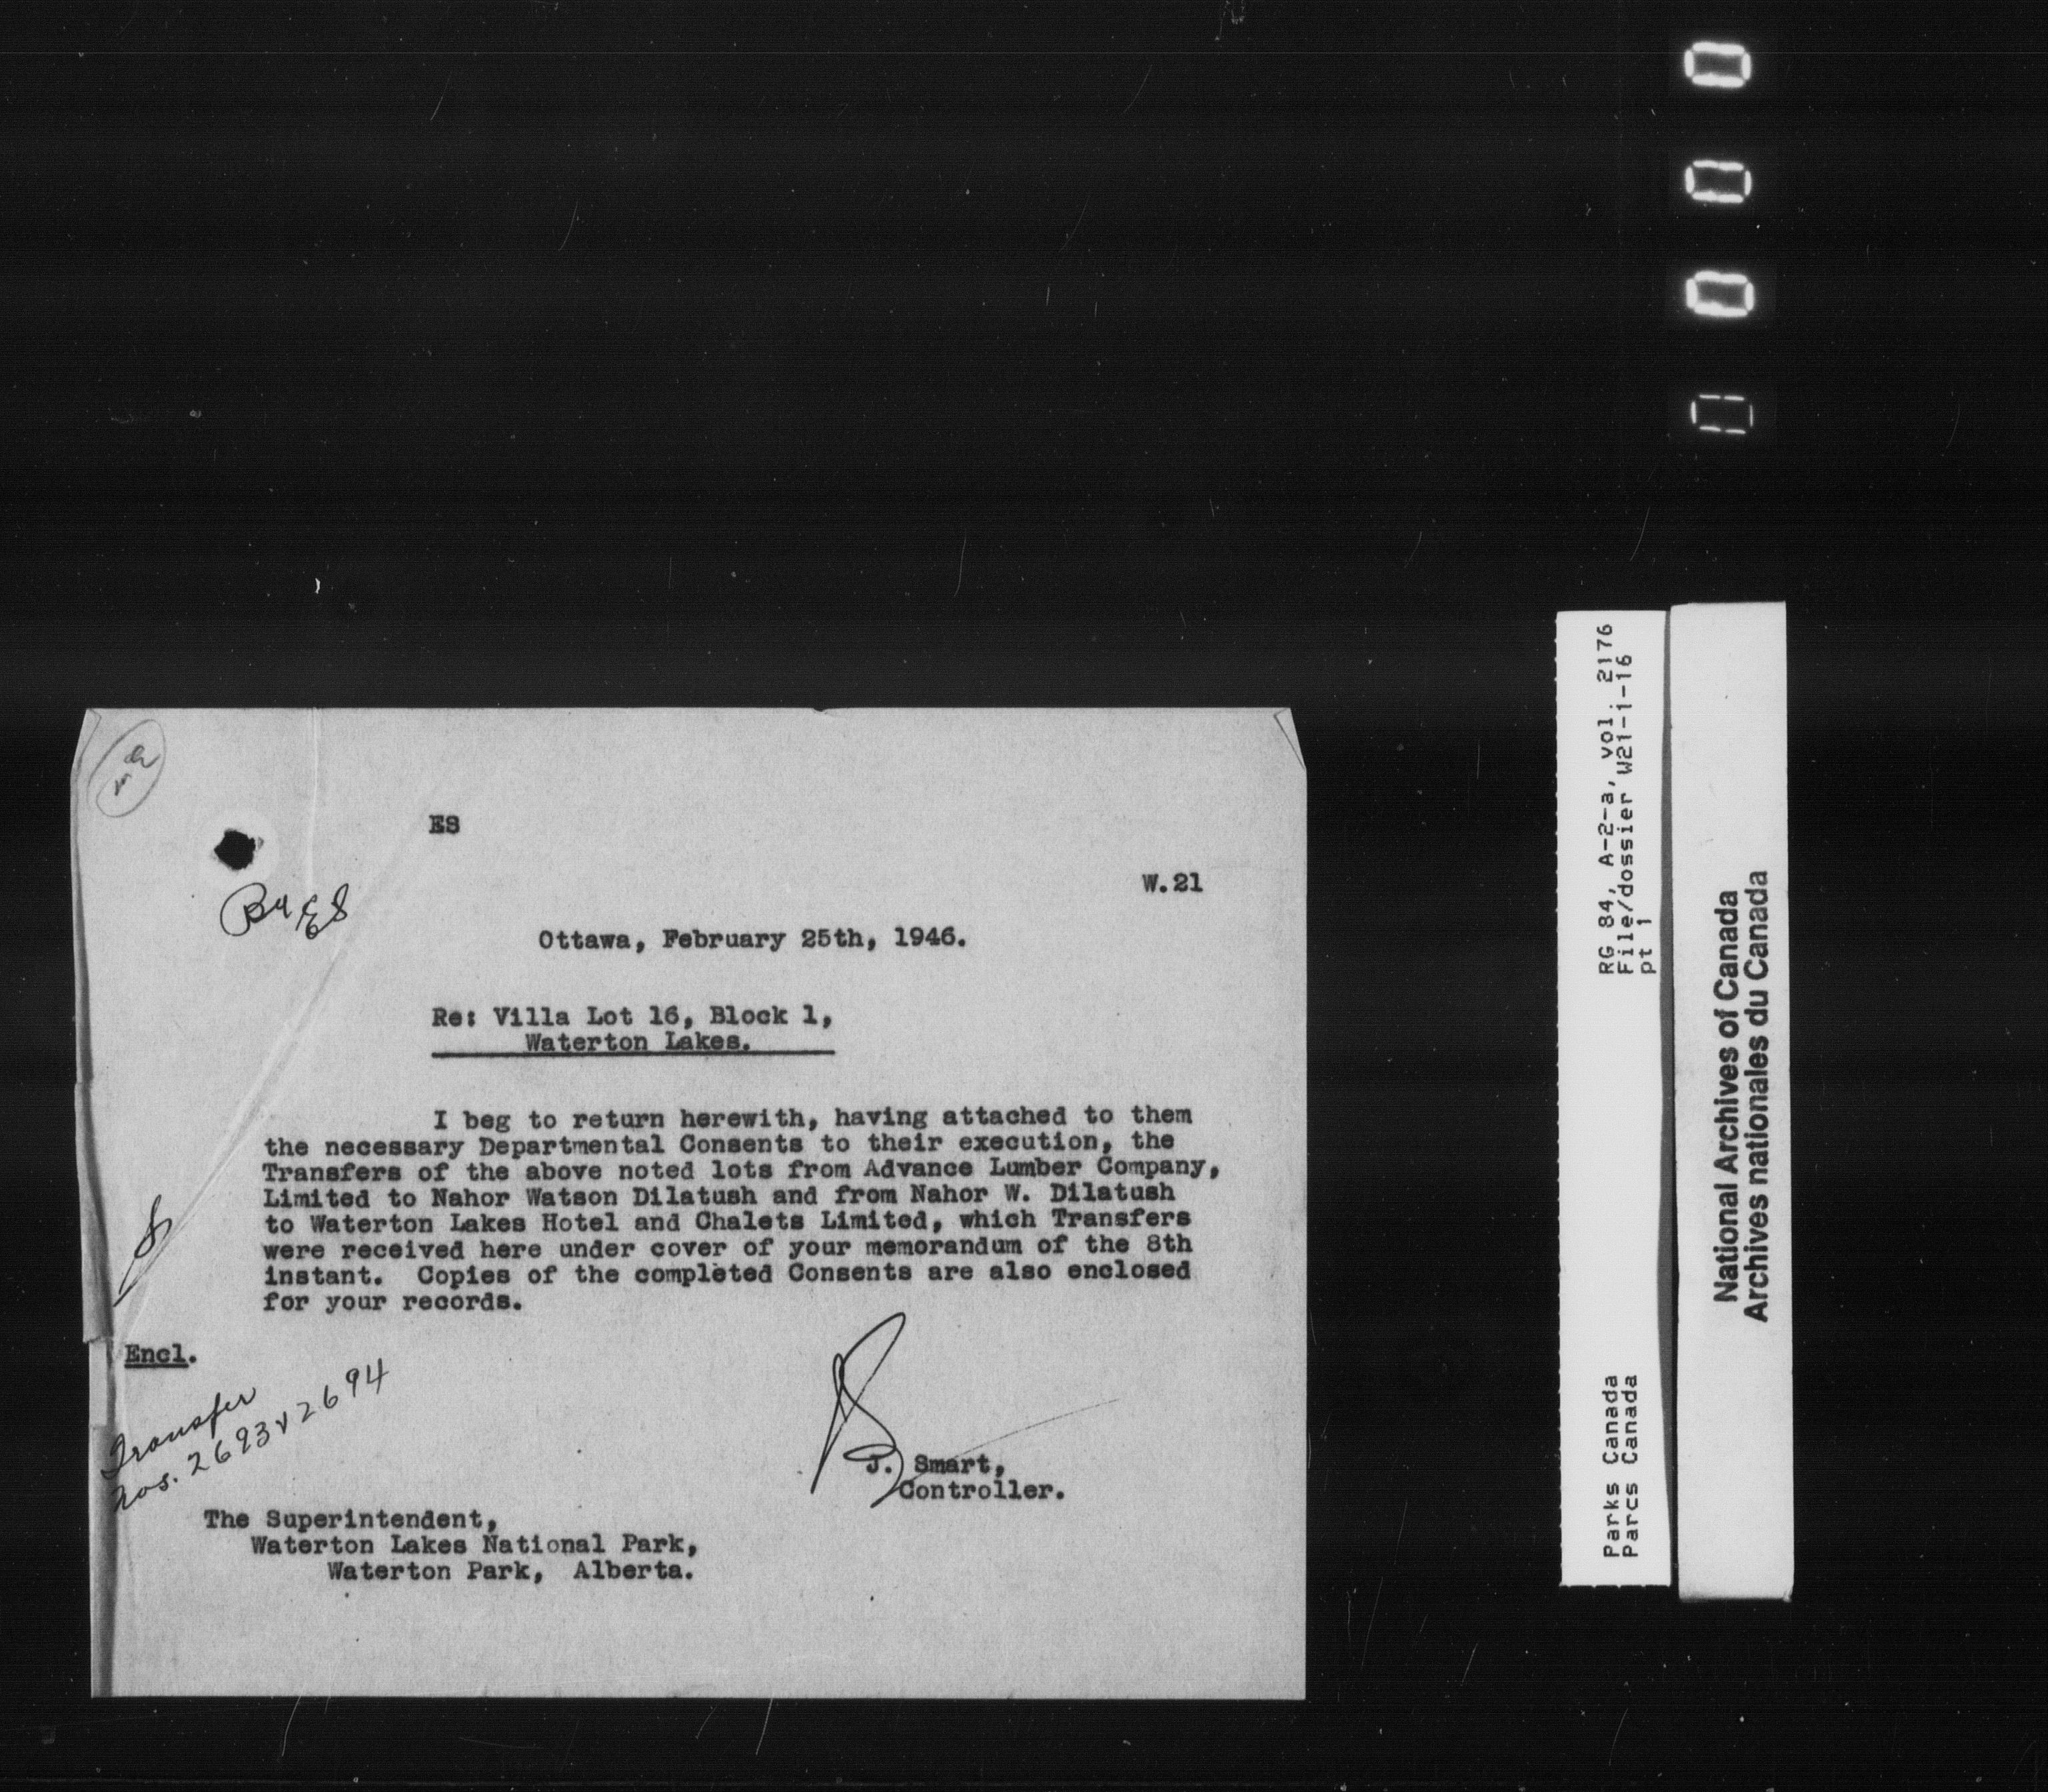 ES
W.21
Ottawa, February 25th, 1946.
Re: Villa Lot 16, Block 1,
Waterton Lakes.
I beg to return herewith, having attached to them
the necessary Departmental Consents to their execution, the
Transfers of the above noted lots from Advance Lumber Company,
Limited to Nahor Watson Dilatush and from Nahor W. Dilatush
to Waterton Lakes Hotel and Chalets Limited, which Transfers
were received here under cover of your memorandum of the 8th
instant. Copies of the completed Consents are also enclosed
for your records.
Encl.
Transfer
Nos. 2693 & 2694
J. Smart,
Controller.
The Superintendent,
Waterton Lakes National Park,
Waterton Park, Alberta.
RG 84, A-2-a, vol. 2176
File/dossier W21-1-16
pt 1
Parks Canada
Parcs Canada
National Archives of Canada
Archives nationales du Canada
0000